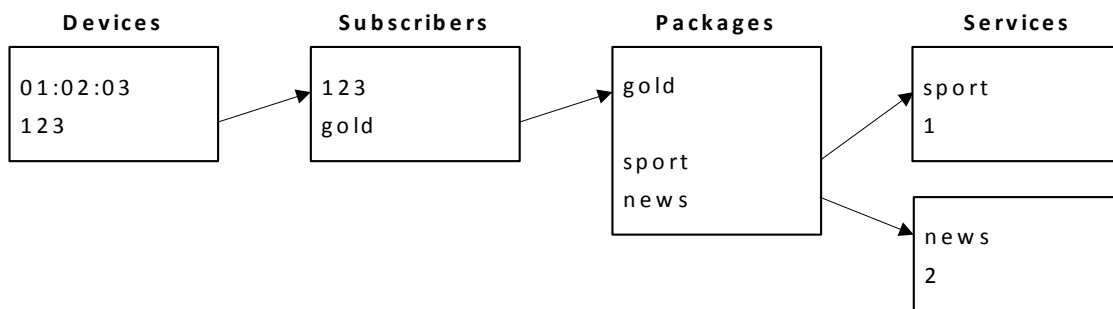 Devices
Subscribers
Packages
Services
01:02:03
123
123
gold
gold
sport
news
sport
1
news
2